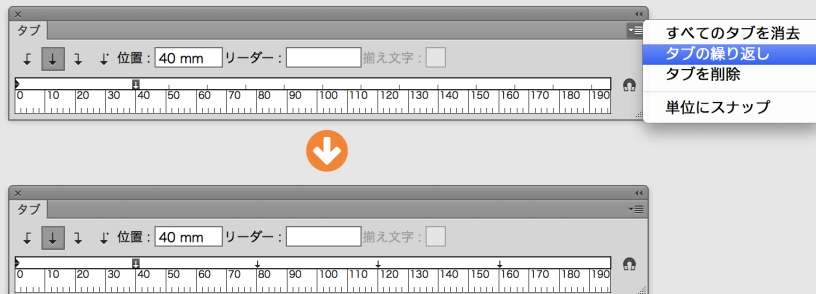 タブ
位置 : 40 mm リーダー : 揃え文字 :
0 10 20 30 40 50 60 70 80 90 100 110 120 130 140 150 160 170 180 190
すべてのタブを消去
タブの繰り返し
タブを削除
単位にスナップ
タブ
位置 : 40 mm リーダー : 揃え文字 :
0 10 20 30 40 50 60 70 80 90 100 110 120 130 140 150 160 170 180 190